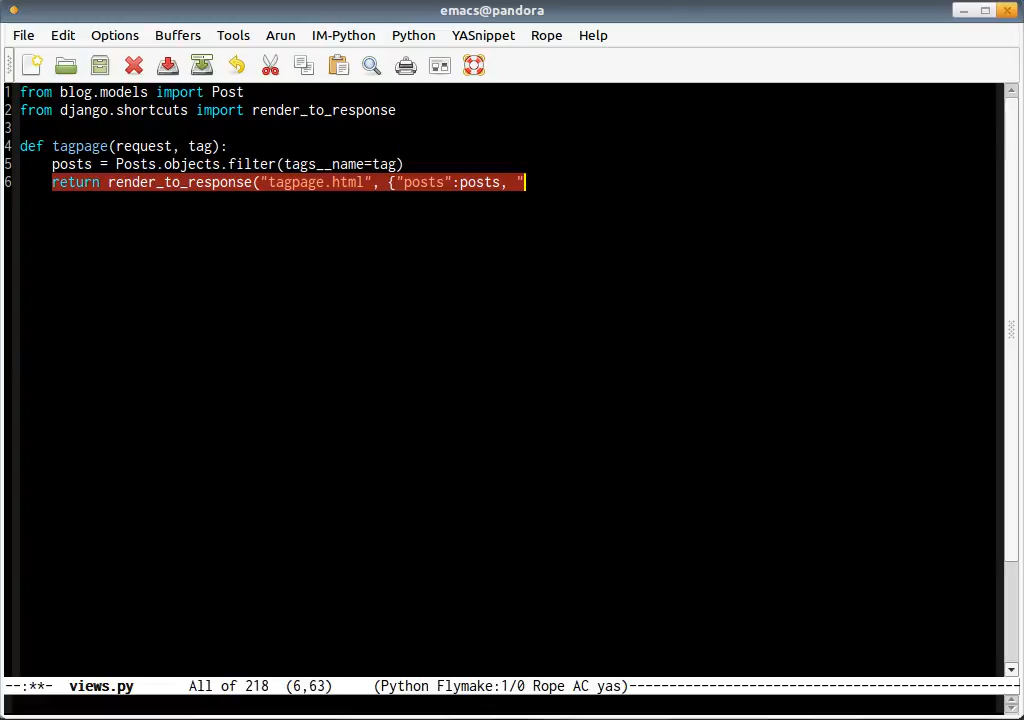 emacs@pandora
File Edit Options Buffers Tools Arun IM-Python Python YASnippet Rope Help
1 from blog.models import Post
2 from django.shortcuts import render_to_response
3
4 def tagpage(request, tag):
5     posts = Posts.objects.filter(tags__name=tag)
6     return render_to_response("tagpage.html", {"posts":posts, "
--:**-  views.py       All of 218  (6,63)     (Python Flymake:1/0 Rope AC yas)-------------------------------------------------